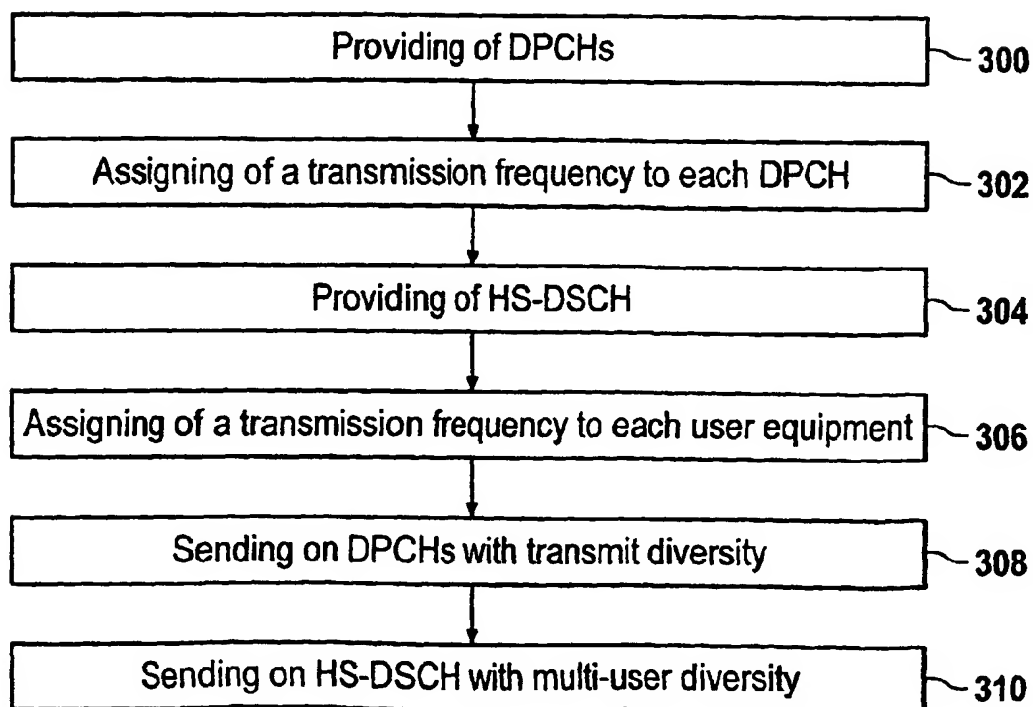 Providing of DPCHs 300
Assigning of a transmission frequency to each DPCH 302
Providing of HS-DSCH 304
Assigning of a transmission frequency to each user equipment 306
Sending on DPCHs with transmit diversity 308
Sending on HS-DSCH with multi-user diversity 310